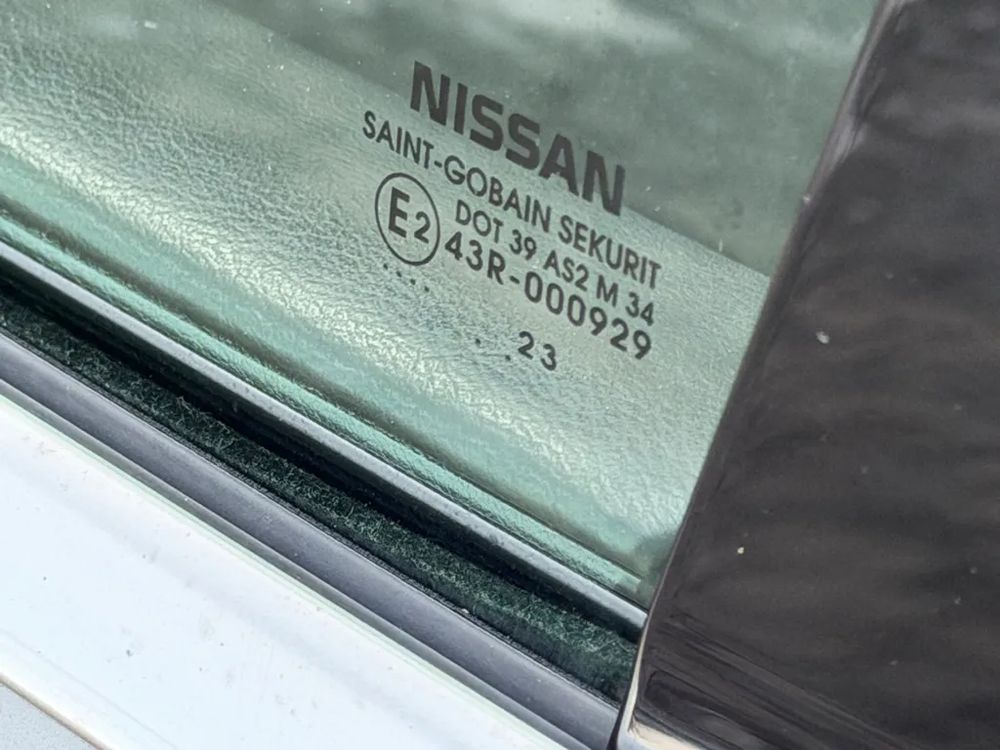 NISSAN
SAINT-GOBAIN SEKURIT
DOT 39 AS2 M 34
E2 43R-000929
.... . ..23